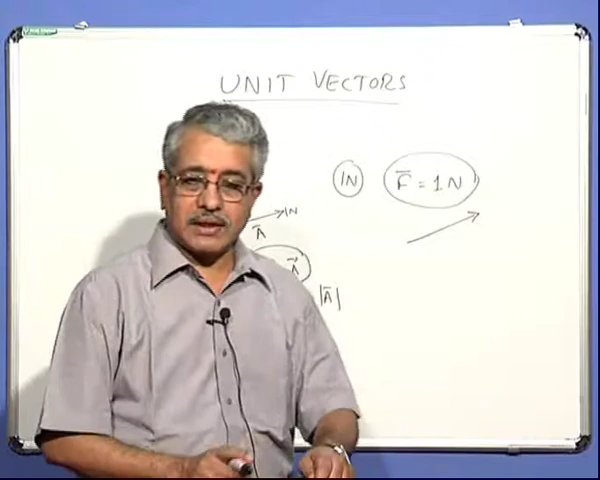 UNIT VECTORS
1N F̅ = 1N
1N
A̅
A⃗
|A̅|